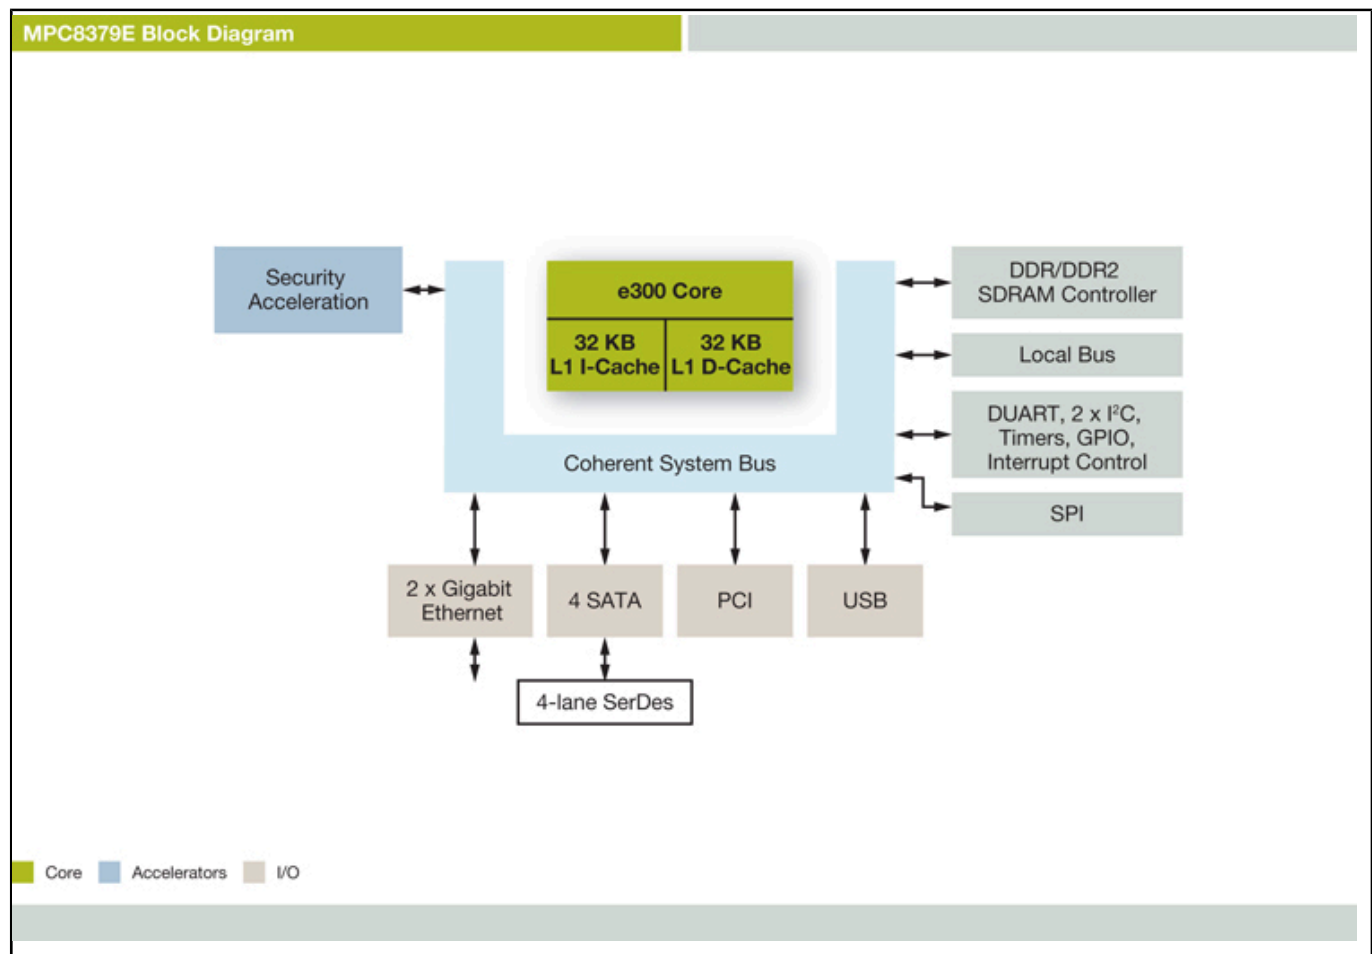 MPC8379E Block Diagram
Security
Acceleration
e300 Core
32 KB
L1 I-Cache
32 KB
L1 D-Cache
Coherent System Bus
DDR/DDR2
SDRAM Controller
Local Bus
DUART, 2 x I²C,
Timers, GPIO,
Interrupt Control
SPI
2 x Gigabit
Ethernet
4 SATA
PCI
USB
4-lane SerDes
Core
Accelerators
I/O